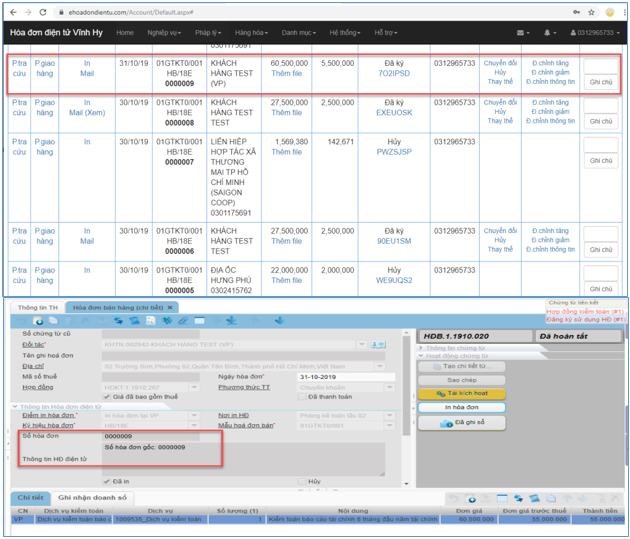 ehoadondientu.com/Account/Default.aspx#
Hóa đơn điện tử Vĩnh Hy Home Nghiệp vụ Pháp lý Hàng hóa Danh mục Hệ thống Hỗ trợ 0312965733
0301175691
P.tra cứu P.giao hàng In Mail 31/10/19 01GTKT0/001 HB/18E 0000009 KHÁCH HÀNG TEST (VP) 60,500,000 Thêm file 5,500,000 Đã ký 7O2IPSD 0312965733 Chuyển đổi Hủy Thay thế Đ.chỉnh tăng Đ.chỉnh giảm Đ.chỉnh thông tin Ghi chú
P.tra cứu P.giao hàng In Mail (Xem) 30/10/19 01GTKT0/001 HB/18E 0000008 KHÁCH HÀNG TEST TEST 27,500,000 Thêm file 2,500,000 Đã ký EXEUOSK 0312965733 Chuyển đổi Hủy Thay thế Đ.chỉnh tăng Đ.chỉnh giảm Đ.chỉnh thông tin Ghi chú
P.tra cứu P.giao hàng In Mail 30/10/19 01GTKT0/001 HB/18E 0000007 LIÊN HIỆP HỢP TÁC XÃ THƯƠNG MẠI TP HỒ CHÍ MINH (SAIGON COOP) 0301175691 1,569,380 Thêm file 142,671 Hủy PWZSJSP 0312965733 Ghi chú
P.tra cứu P.giao hàng In Mail 30/10/19 01GTKT0/001 HB/18E 0000006 KHÁCH HÀNG TEST TEST 27,500,000 Thêm file 2,500,000 Đã ký 90EU1SM 0312965733 Chuyển đổi Hủy Thay thế Đ.chỉnh tăng Đ.chỉnh giảm Đ.chỉnh thông tin Ghi chú
P.tra cứu P.giao hàng In Mail 30/10/19 01GTKT0/001 HB/18E 0000005 ĐỊA ỐC HƯNG PHÚ 0302415762 22,000,000 Thêm file 2,000,000 Hủy WE9UQS2 0312965733 Ghi chú
Thông tin TH Hóa đơn bán hàng (chi tiết)
Chứng từ liên kết
Hợp đồng kiểm toán (#1)
Đăng ký sử dụng HĐ (#1)
Số chứng từ cũ
Đối tác KHTN.002943-KHÁCH HÀNG TEST (VP)
Tên ghi hoá đơn
Địa chỉ 02 Trường Sơn,Phường 02,Quận Tân Bình,Thành phố Hồ Chí Minh,Việt Nam
Mã số thuế Ngày hóa đơn 31-10-2019
Hợp đồng HDKT.1.1910.262 Phương thức TT Chuyển khoản
Giá đã bao gồm thuế Đã thanh toán
Thông tin Hóa đơn điện tử
Điểm in hóa đơn In hóa đơn tại VP Nơi in HĐ
Ký hiệu hóa đơn HB/18E Mẫu hoá đơn bán 01GTKT0/001
Số hóa đơn 0000009
Số hóa đơn gốc: 0000009
Thông tin HĐ điện tử
Đã in Hủy
HDB.1.1910.020 Đã hoàn tất
Thông tin chứng từ
Hoạt động chứng từ
Tạo chi tiết từ...
Sao chép
Tái kích hoạt
In hóa đơn
Đã ghi sổ
Chi tiết Ghi nhận doanh số
CN Dịch vụ kiểm toán Dịch vụ Số lượng (1) Nội dung Đơn giá Đơn giá trước thuế Thành tiền
VP Dịch vụ kiểm toán báo c 1009535_Dịch vụ kiểm toán 1 Kiểm toán báo cáo tài chính 6 tháng đầu năm tài chính 60.500.000 55.000.000 55.000.000